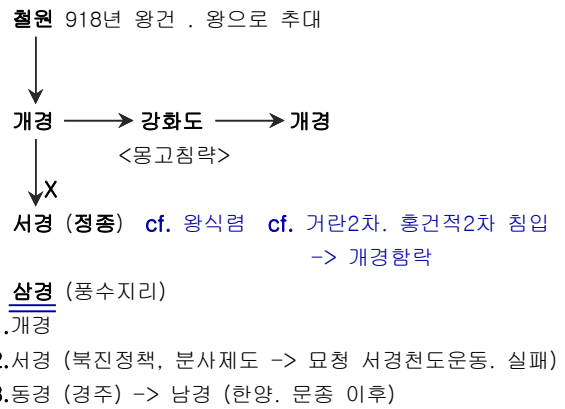 철원 918년 왕건 . 왕으로 추대
개경 → 강화도 → 개경
<몽고침략>
X
서경 (정종) cf. 왕식렴 cf. 거란2차. 홍건적2차 침입
-> 개경함락
삼경 (풍수지리)
.개경
2.서경 (북진정책, 분사제도 -> 묘청 서경천도운동. 실패)
3.동경 (경주) -> 남경 (한양. 문종 이후)